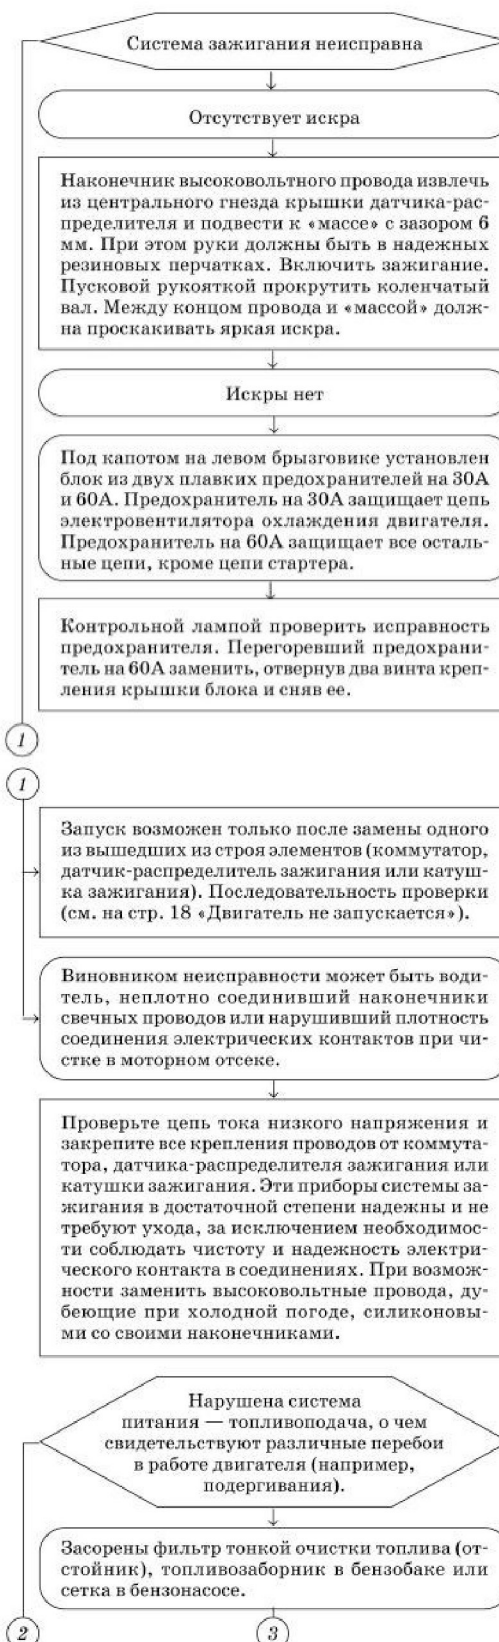 Система зажигания неисправна
Отсутствует искра
Наконечник высоковольтного провода извлечь
из центрального гнезда крышки датчика-рас-
пределителя и подвести к «массе» с зазором 6
мм. При этом руки должны быть в надежных
резиновых перчатках. Включить зажигание.
Пусковой рукояткой прокрутить коленчатый
вал. Между концом провода и «массой» долж-
на проскакивать яркая искра.
Искры нет
Под капотом на левом брызговике установлен
блок из двух плавких предохранителей на 30А
и 60А. Предохранитель на 30А защищает цепь
электровентилятора охлаждения двигателя.
Предохранитель на 60А защищает все осталь-
ные цепи, кроме цепи стартера.
Контрольной лампой проверить исправность
предохранителя. Перегоревший предохрани-
тель на 60А заменить, отвернув два винта креп-
ления крышки блока и сняв ее.
1
1
Запуск возможен только после замены одного
из вышедших из строя элементов (коммутатор,
датчик-распределитель зажигания или катуш-
ка зажигания). Последовательность проверки
(см. на стр. 18 «Двигатель не запускается»).
Виновником неисправности может быть води-
тель, неплотно соединивший наконечники
свечных проводов или нарушивший плотность
соединения электрических контактов при чи-
стке в моторном отсеке.
Проверьте цепь тока низкого напряжения и
закрепите все крепления проводов от коммута-
тора, датчика-распределителя зажигания или
катушки зажигания. Эти приборы системы за-
жигания в достаточной степени надежны и не
требуют ухода, за исключением необходимос-
ти соблюдать чистоту и надежность электри-
ческого контакта в соединениях. При возмож-
ности заменить высоковольтные провода, ду-
беющие при холодной погоде, силиконовы-
ми со своими наконечниками.
Нарушена система
питания — топливоподача, о чем
свидетельствуют различные перебои
в работе двигателя (например,
подергивания).
Засорены фильтр тонкой очистки топлива (от-
стойник), топливозаборник в бензобаке или
сетка в бензонасосе.
2
3